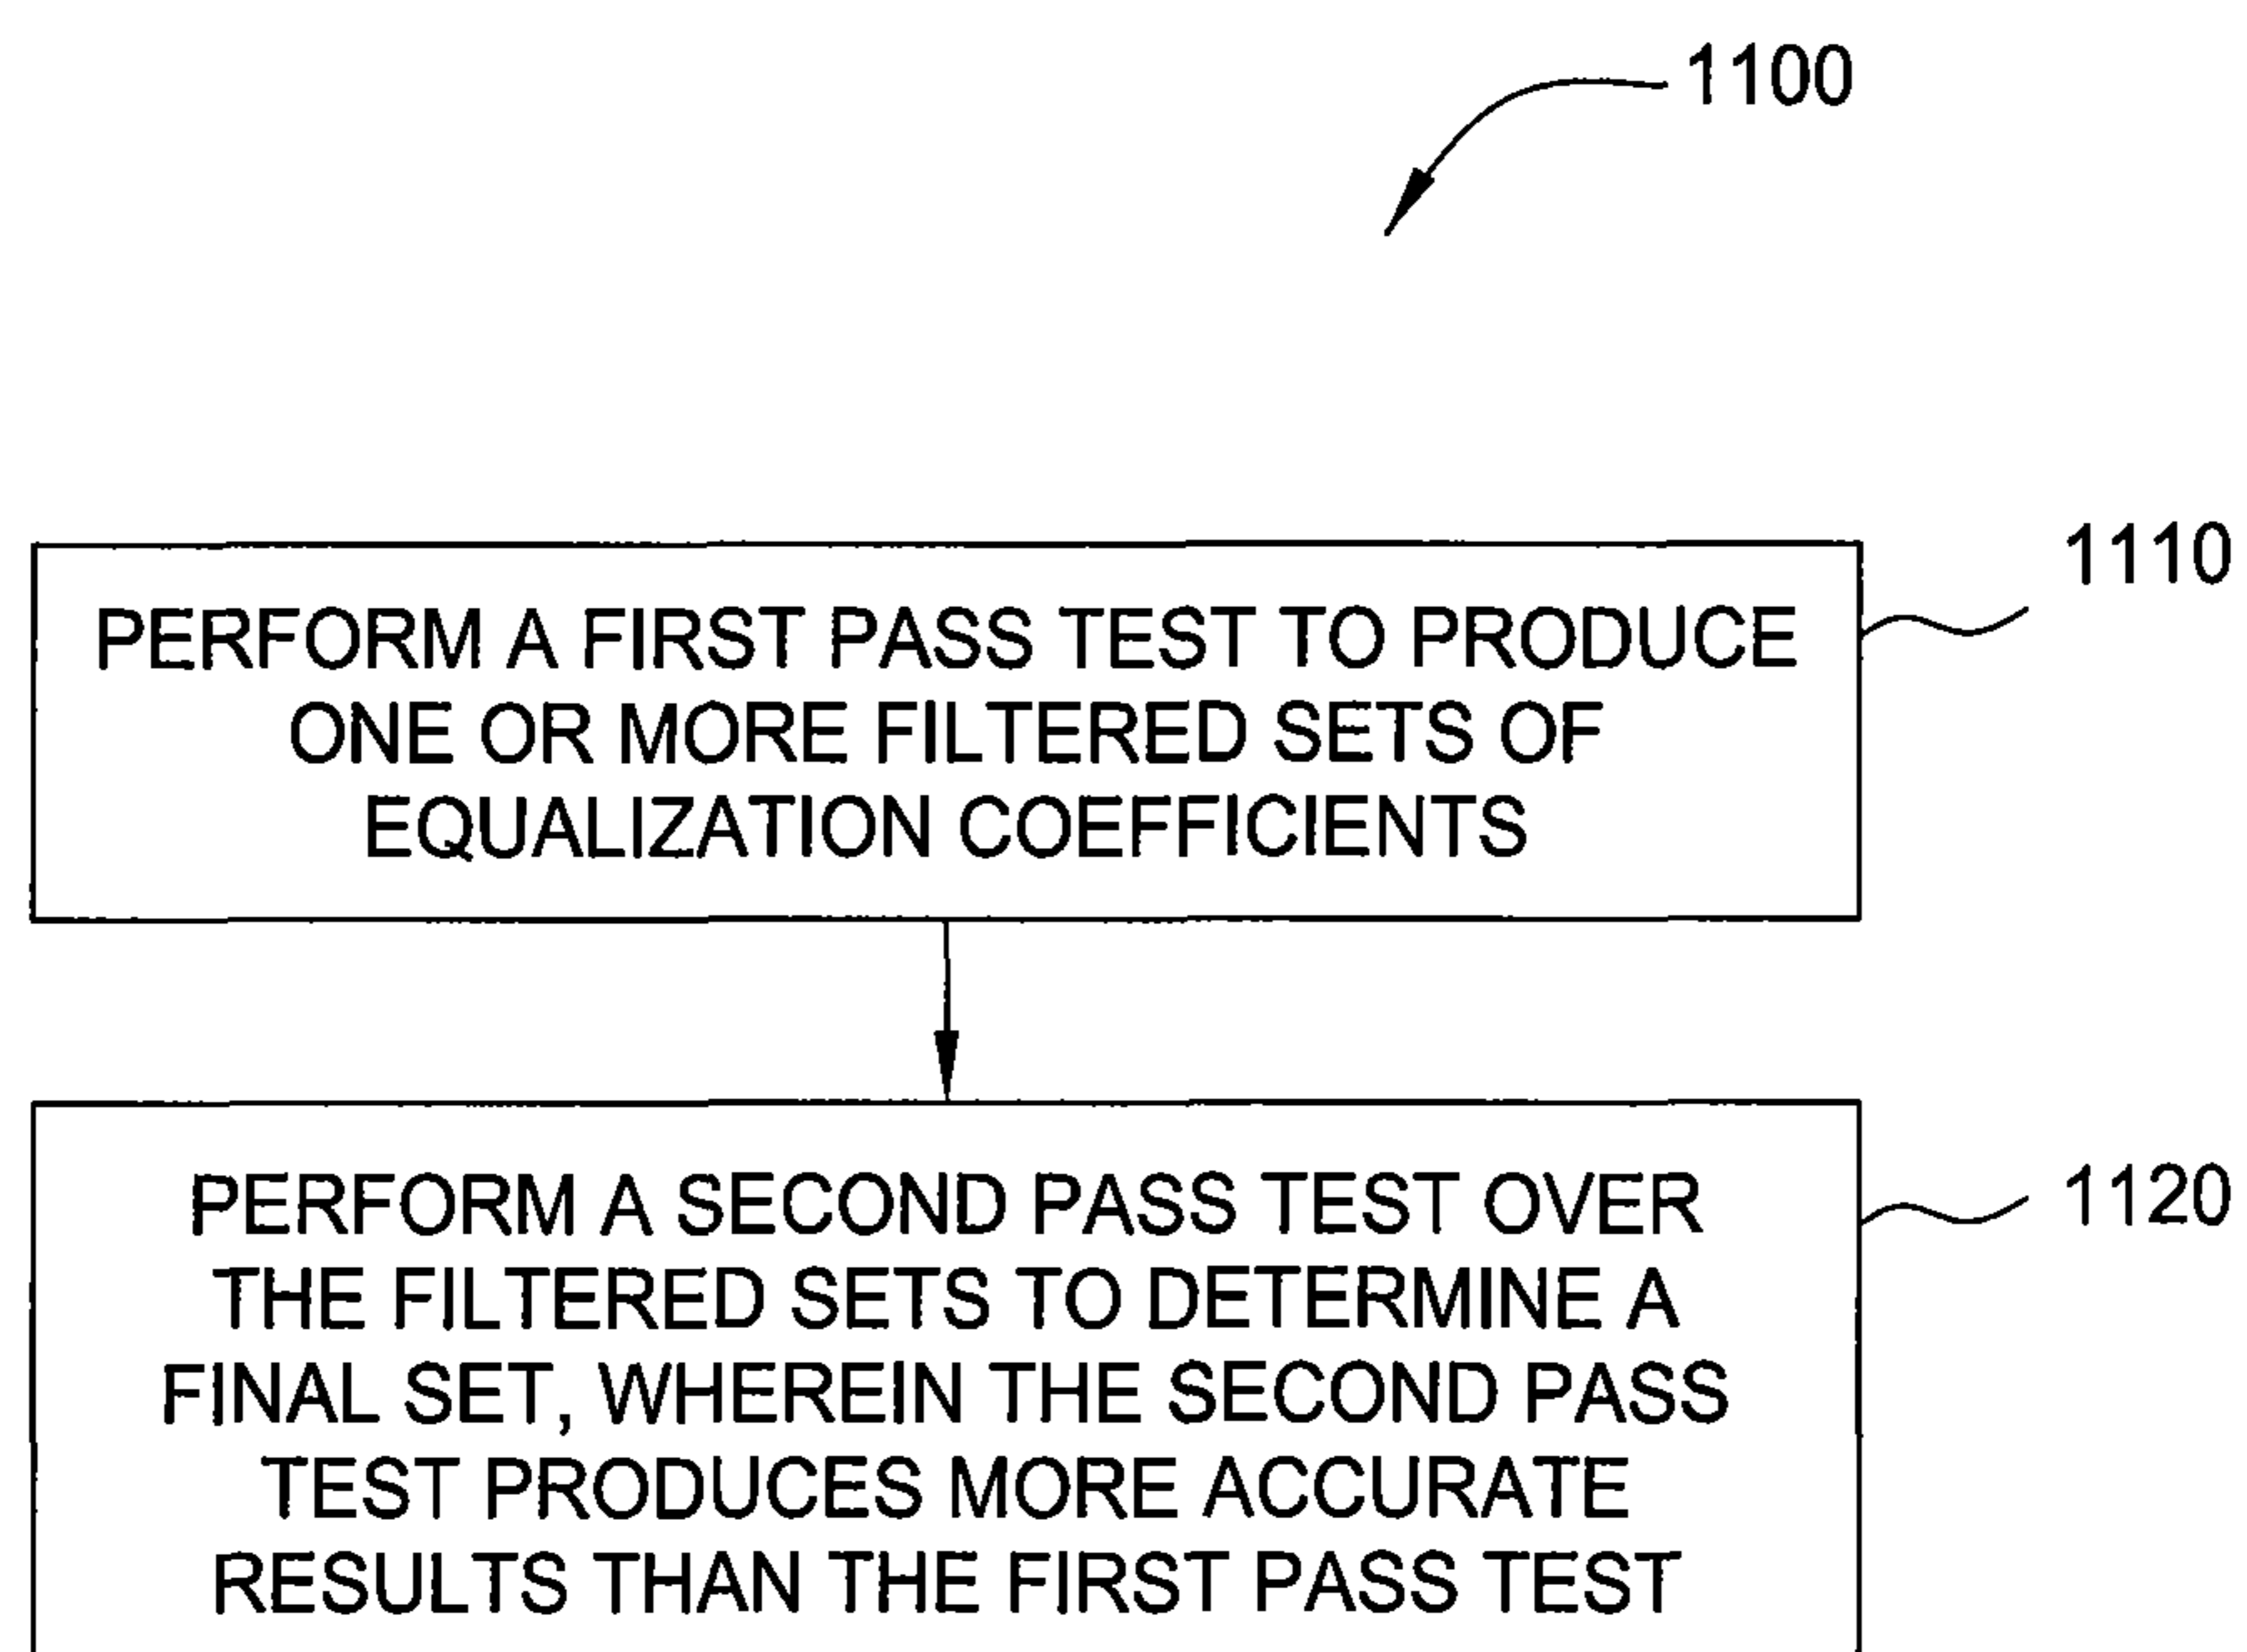 1100
1110
PERFORM A FIRST PASS TEST TO PRODUCE
ONE OR MORE FILTERED SETS OF
EQUALIZATION COEFFICIENTS
1120
PERFORM A SECOND PASS TEST OVER
THE FILTERED SETS TO DETERMINE A
FINAL SET, WHEREIN THE SECOND PASS
TEST PRODUCES MORE ACCURATE
RESULTS THAN THE FIRST PASS TEST